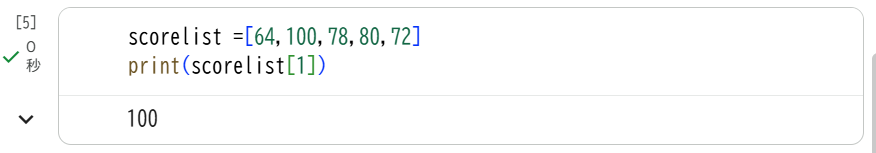 [5]
0
秒
scorelist =[64,100,78,80,72]
print(scorelist[1])
100